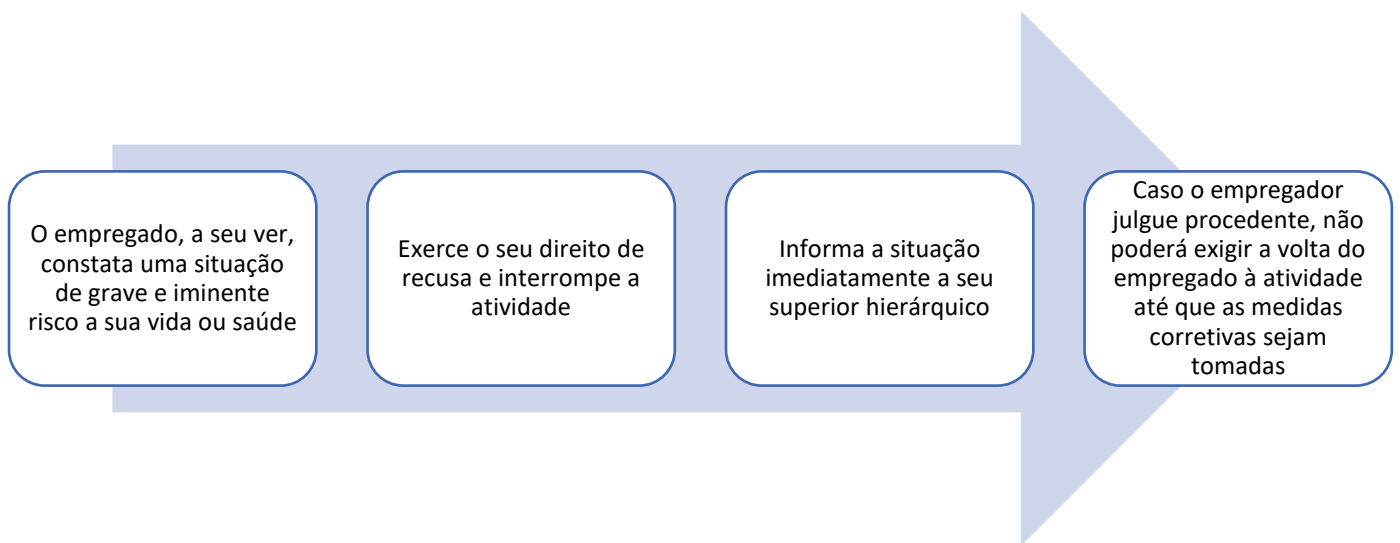 O empregado, a seu ver,
constata uma situação
de grave e iminente
risco a sua vida ou saúde
Exerce o seu direito de
recusa e interrompe a
atividade
Informa a situação
imediatamente a seu
superior hierárquico
Caso o empregador
julgue procedente, não
poderá exigir a volta do
empregado à atividade
até que as medidas
corretivas sejam
tomadas